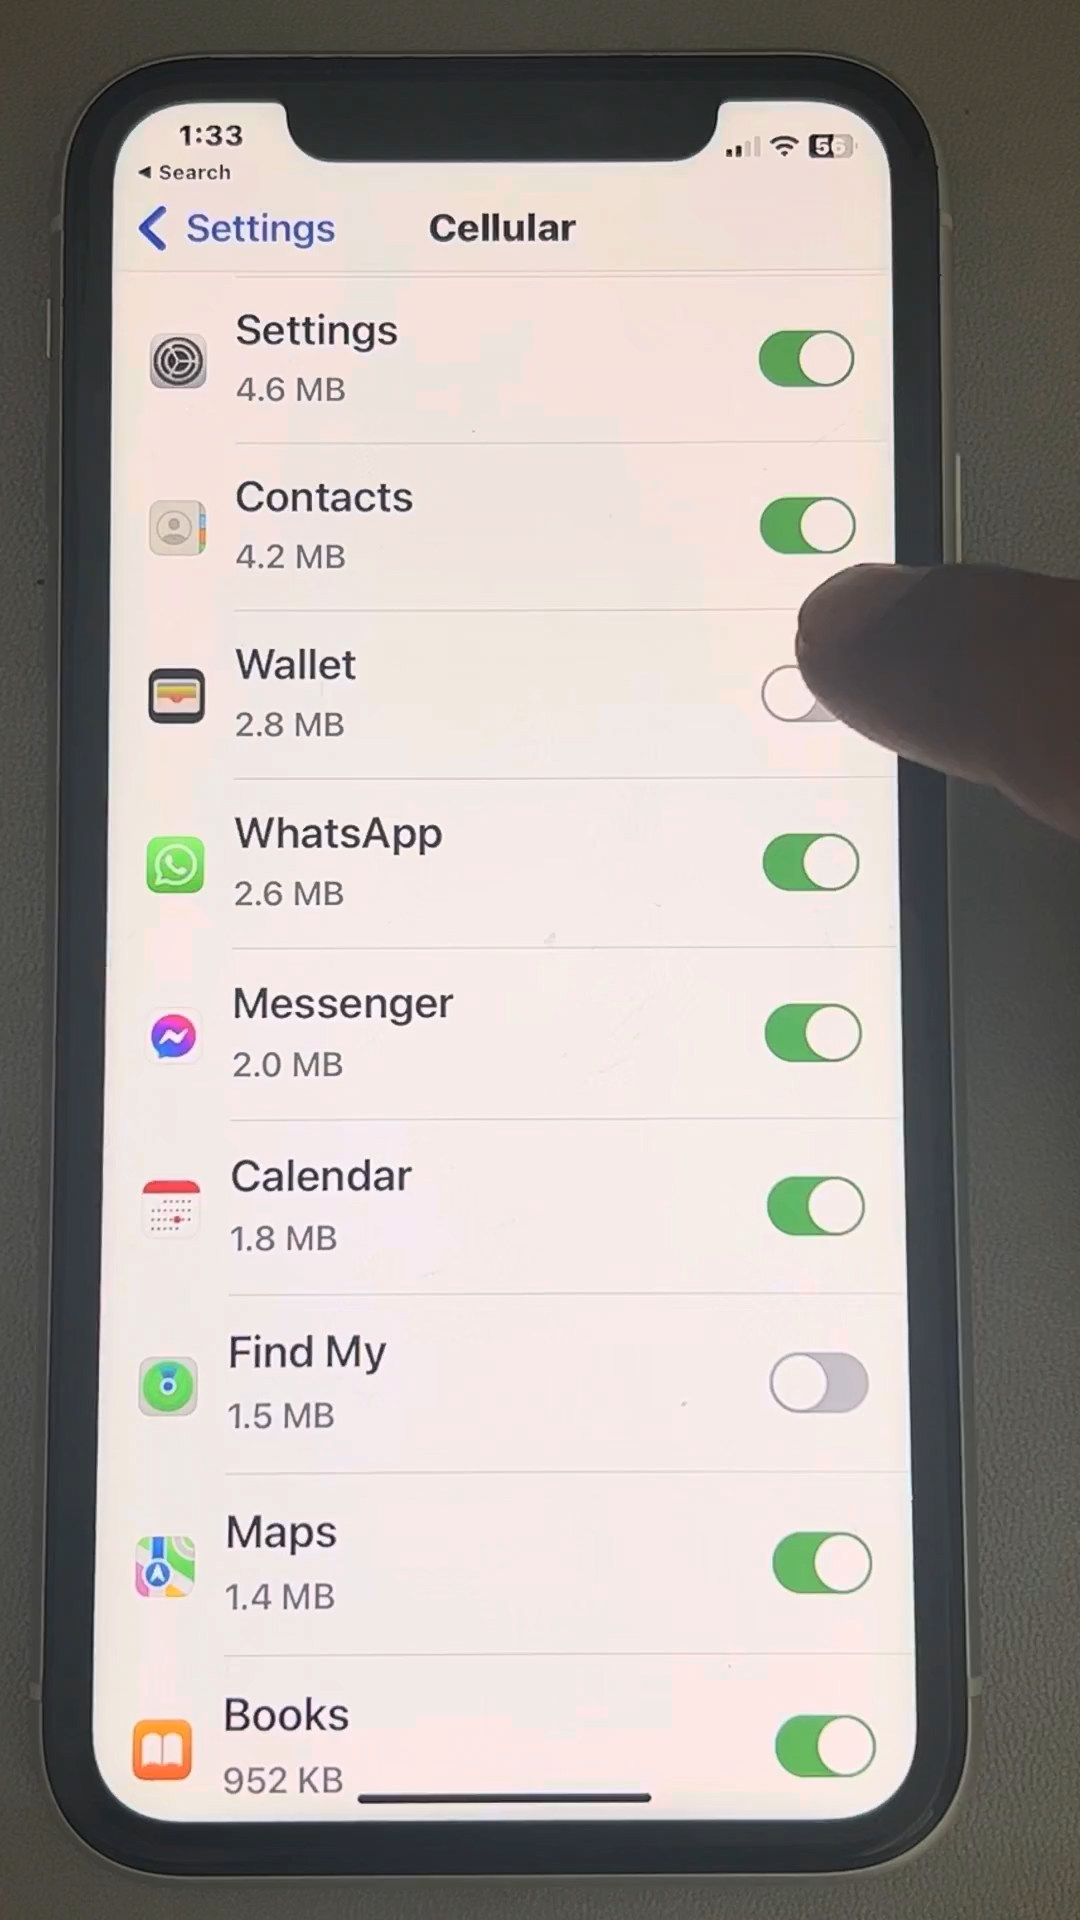 1:33
56
◀ Search
Settings
Cellular
Settings
4.6 MB
Contacts
4.2 MB
Wallet
2.8 MB
WhatsApp
2.6 MB
Messenger
2.0 MB
Calendar
1.8 MB
Find My
1.5 MB
Maps
1.4 MB
Books
952 KB